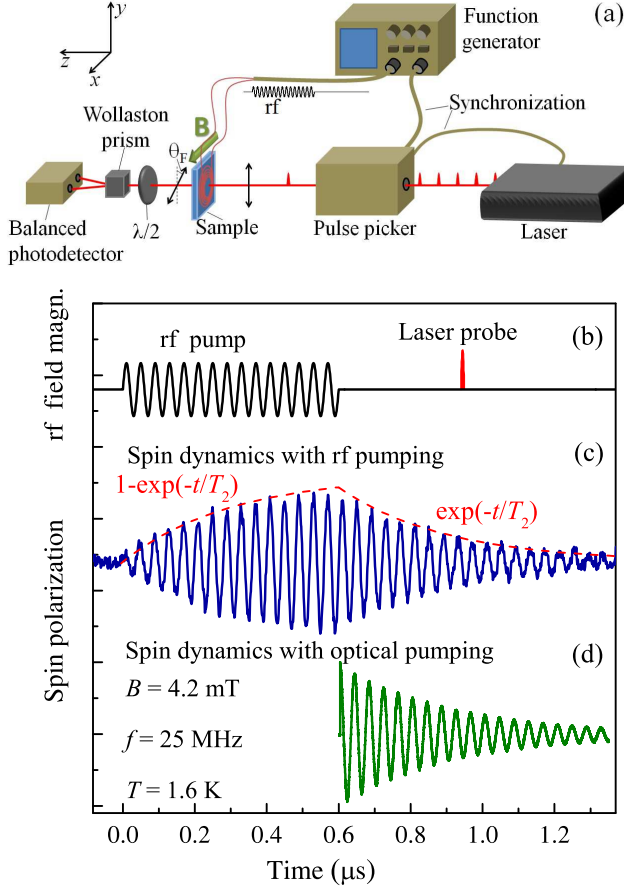 (a)
y
z
x
Function
generator
rf
Synchronization
B
Wollaston
prism
θF
Balanced
photodetector
λ/2
Sample
Pulse picker
Laser
rf field magn.
rf pump
Laser probe
(b)
Spin dynamics with rf pumping
(c)
1-exp(-t/T2)
exp(-t/T2)
Spin polarization
Spin dynamics with optical pumping
(d)
B = 4.2 mT
f = 25 MHz
T = 1.6 K
0.0 0.2 0.4 0.6 0.8 1.0 1.2
Time (μs)